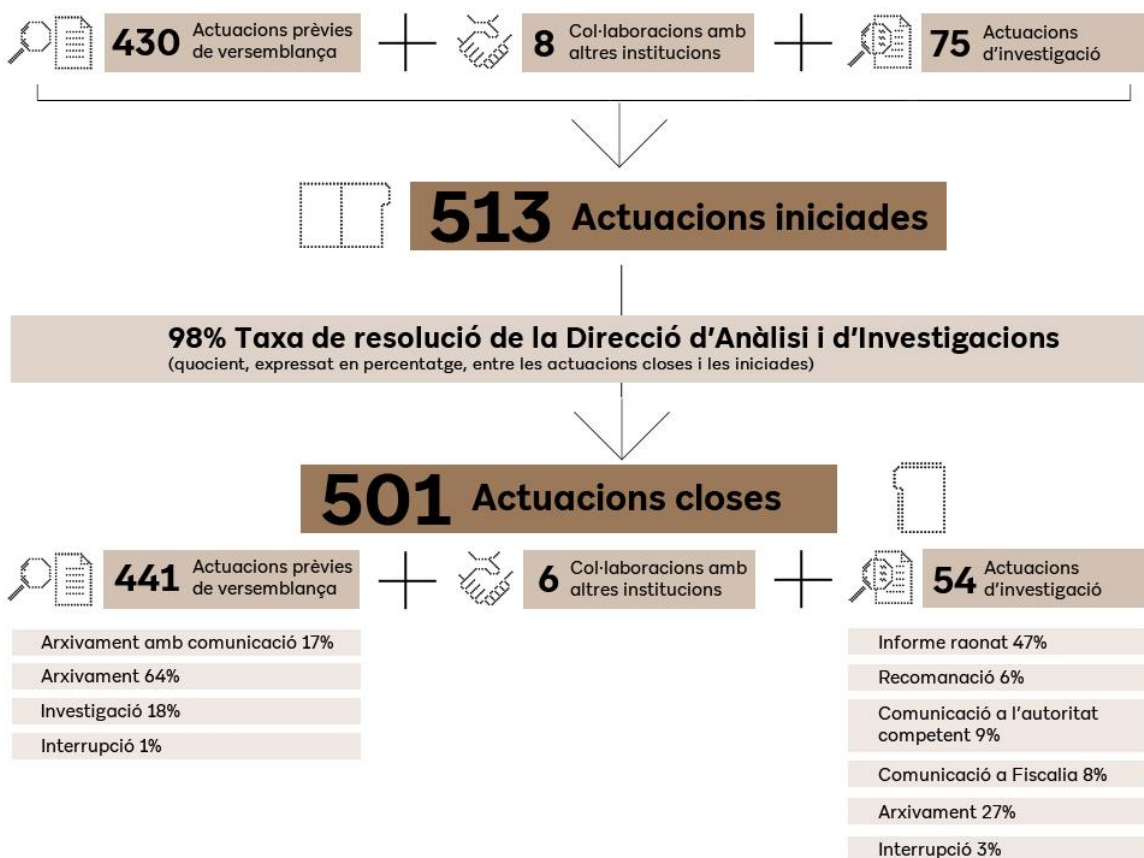 430 Actuacions prèvies
de versemblança
8 Col·laboracions amb
altres institucions
75 Actuacions
d'investigació
513 Actuacions iniciades
98% Taxa de resolució de la Direcció d'Anàlisi i d'Investigacions
(quocient, expressat en percentatge, entre les actuacions closes i les iniciades)
501 Actuacions closes
441 Actuacions prèvies
de versemblança
6 Col·laboracions amb
altres institucions
54 Actuacions
d'investigació
Arxivament amb comunicació 17%
Arxivament 64%
Investigació 18%
Interrupció 1%
Informe raonat 47%
Recomanació 6%
Comunicació a l'autoritat
competent 9%
Comunicació a Fiscalia 8%
Arxivament 27%
Interrupció 3%